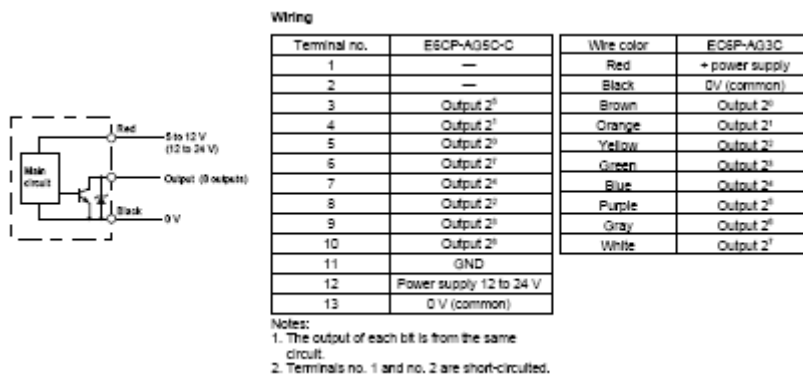 Wiring
Terminal no. E6CP-AG5C-C
1 —
2 —
3 Output 2⁵
4 Output 2¹
5 Output 2⁰
6 Output 2⁷
7 Output 2⁴
8 Output 2²
9 Output 2³
10 Output 2⁶
11 GND
12 Power supply 12 to 24 V
13 0 V (common)
Wire color EC6P-AG3C
Red + power supply
Black 0V (common)
Brown Output 2⁰
Orange Output 2¹
Yellow Output 2²
Green Output 2³
Blue Output 2⁴
Purple Output 2⁵
Gray Output 2⁶
White Output 2⁷
Main
circuit
Red
5 to 12 V
(12 to 24 V)
Output (8 outputs)
Black
0 V
Notes:
1. The output of each bit is from the same
circuit.
2. Terminals no. 1 and no. 2 are short-circuited.